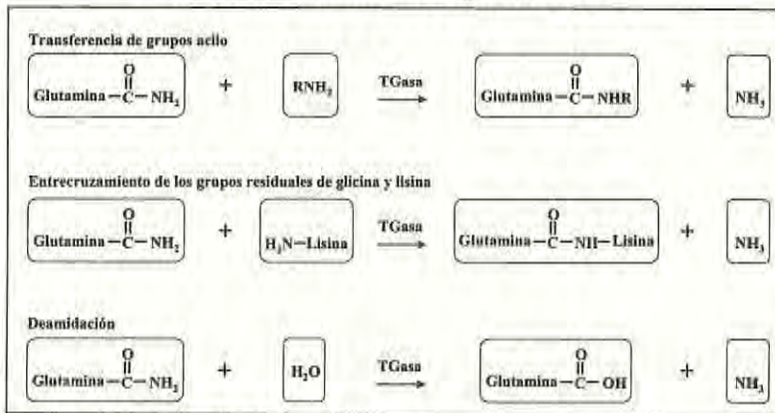 Transferencia de grupos acilo
O
Glutamina–C–NH₂ + RNH₂ TGasa Glutamina–C–NHR + NH₃
Entrecruzamiento de los grupos residuales de glicina y lisina
O O
Glutamina–C–NH₂ + H₂N–Lisina TGasa Glutamina–C–NH–Lisina + NH₃
Deamidación
O O
Glutamina–C–NH₂ + H₂O TGasa Glutamina–C–OH + NH₃